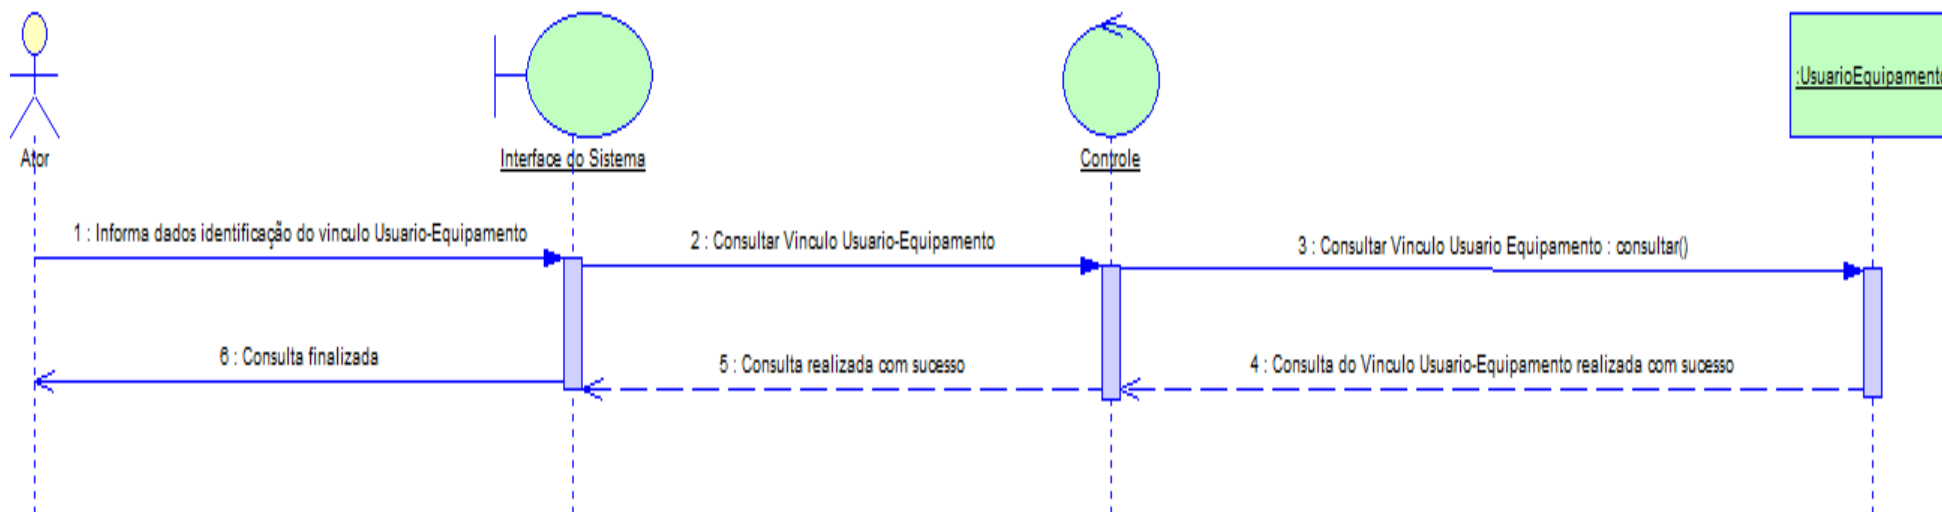 :UsuarioEquipamento
Ator
Interface do Sistema
Controle
1 : Informa dados identificação do vinculo Usuario-Equipamento
2 : Consultar Vinculo Usuario-Equipamento
3 : Consultar Vinculo Usuario Equipamento : consultar()
6 : Consulta finalizada
5 : Consulta realizada com sucesso
4 : Consulta do Vinculo Usuario-Equipamento realizada com sucesso